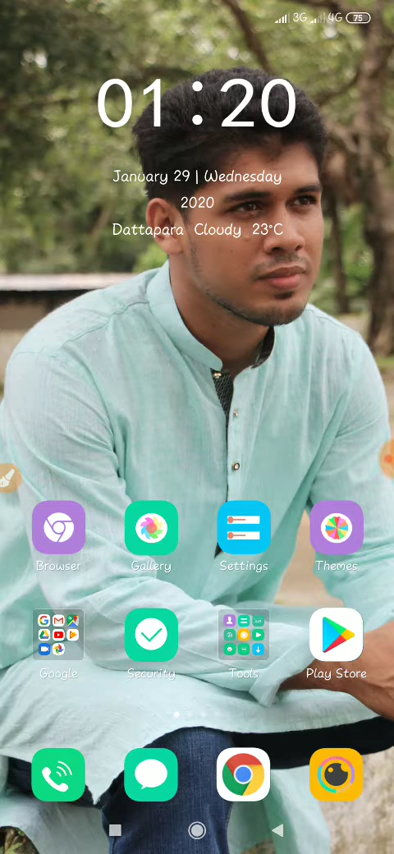 3G 4G 75
01:20
January 29 | Wednesday
2020
Dattapara Cloudy 23°C
Browser Gallery Settings Themes
Google Security Tools Play Store